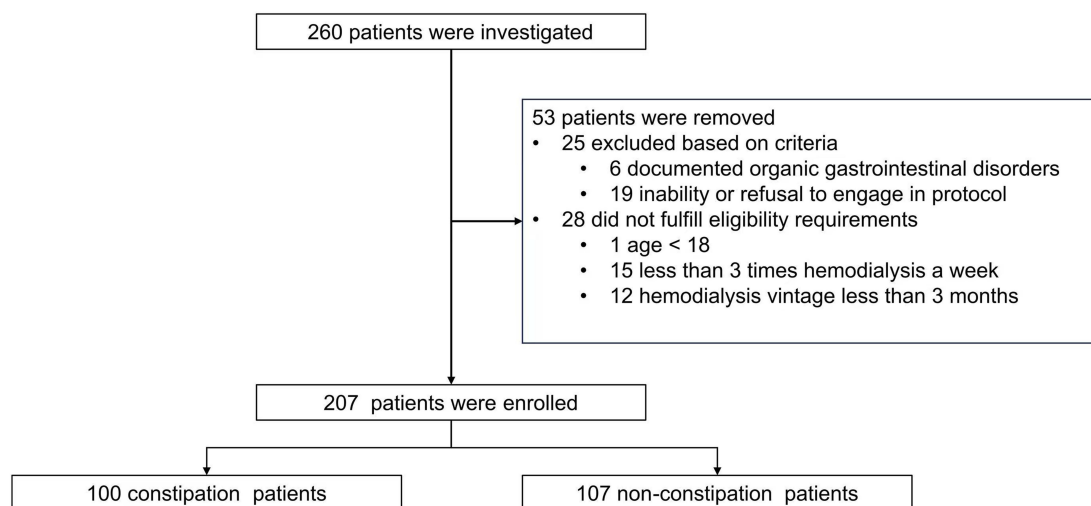 260 patients were investigated
53 patients were removed
• 25 excluded based on criteria
• 6 documented organic gastrointestinal disorders
• 19 inability or refusal to engage in protocol
• 28 did not fulfill eligibility requirements
• 1 age < 18
• 15 less than 3 times hemodialysis a week
• 12 hemodialysis vintage less than 3 months
207 patients were enrolled
100 constipation patients
107 non-constipation patients